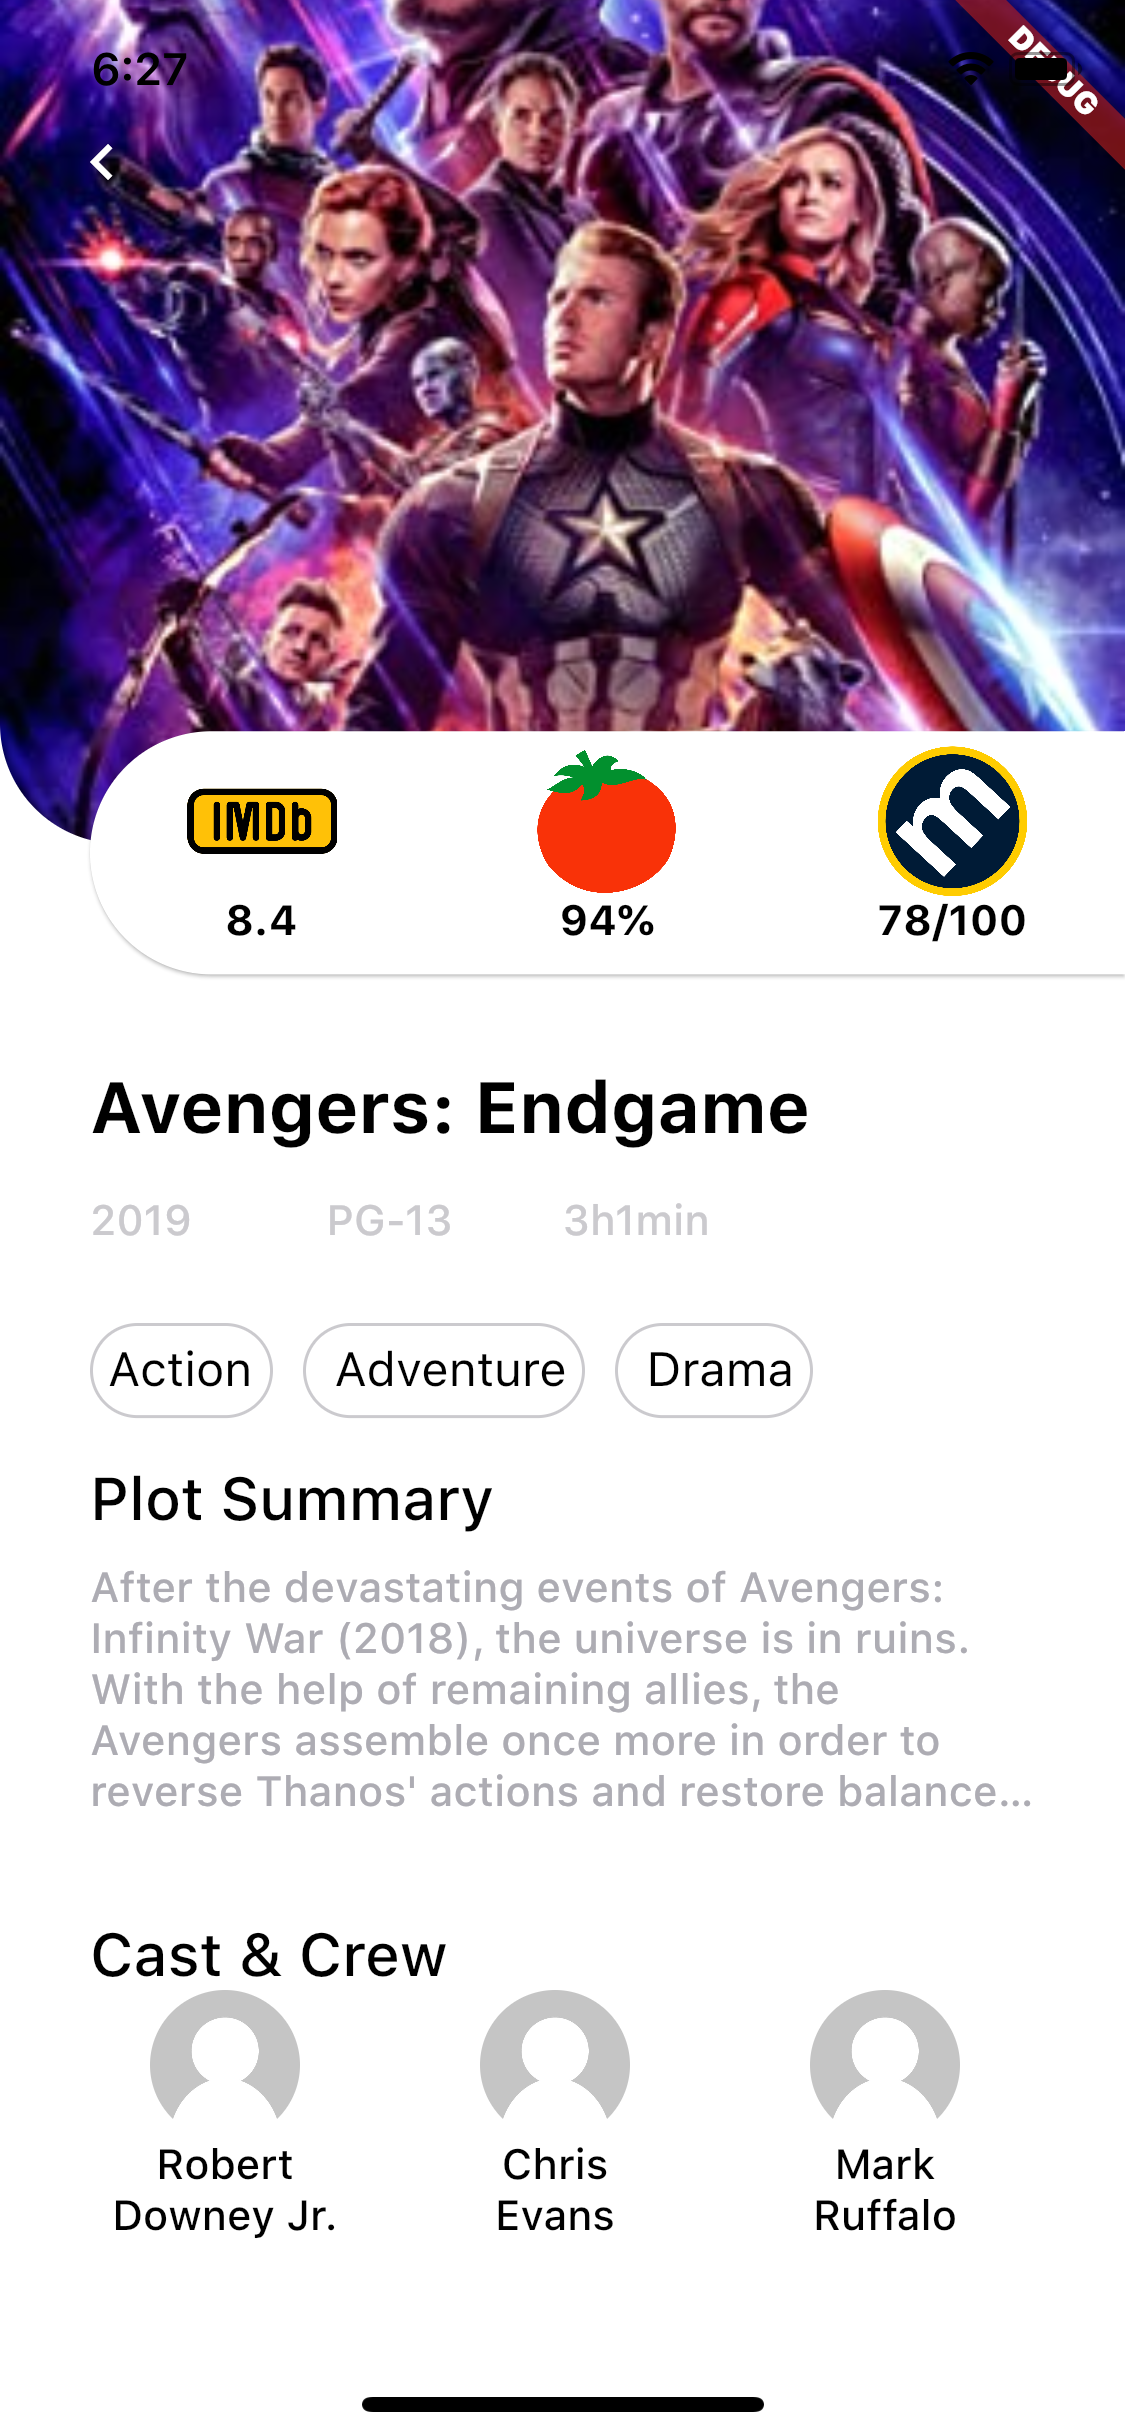 6:27
DEBUG
IMDb
m
8.4
94%
78/100
Avengers: Endgame
2019 PG-13 3h1min
Action Adventure Drama
Plot Summary
After the devastating events of Avengers:
Infinity War (2018), the universe is in ruins.
With the help of remaining allies, the
Avengers assemble once more in order to
reverse Thanos' actions and restore balance...
Cast & Crew
Robert
Downey Jr.
Chris
Evans
Mark
Ruffalo